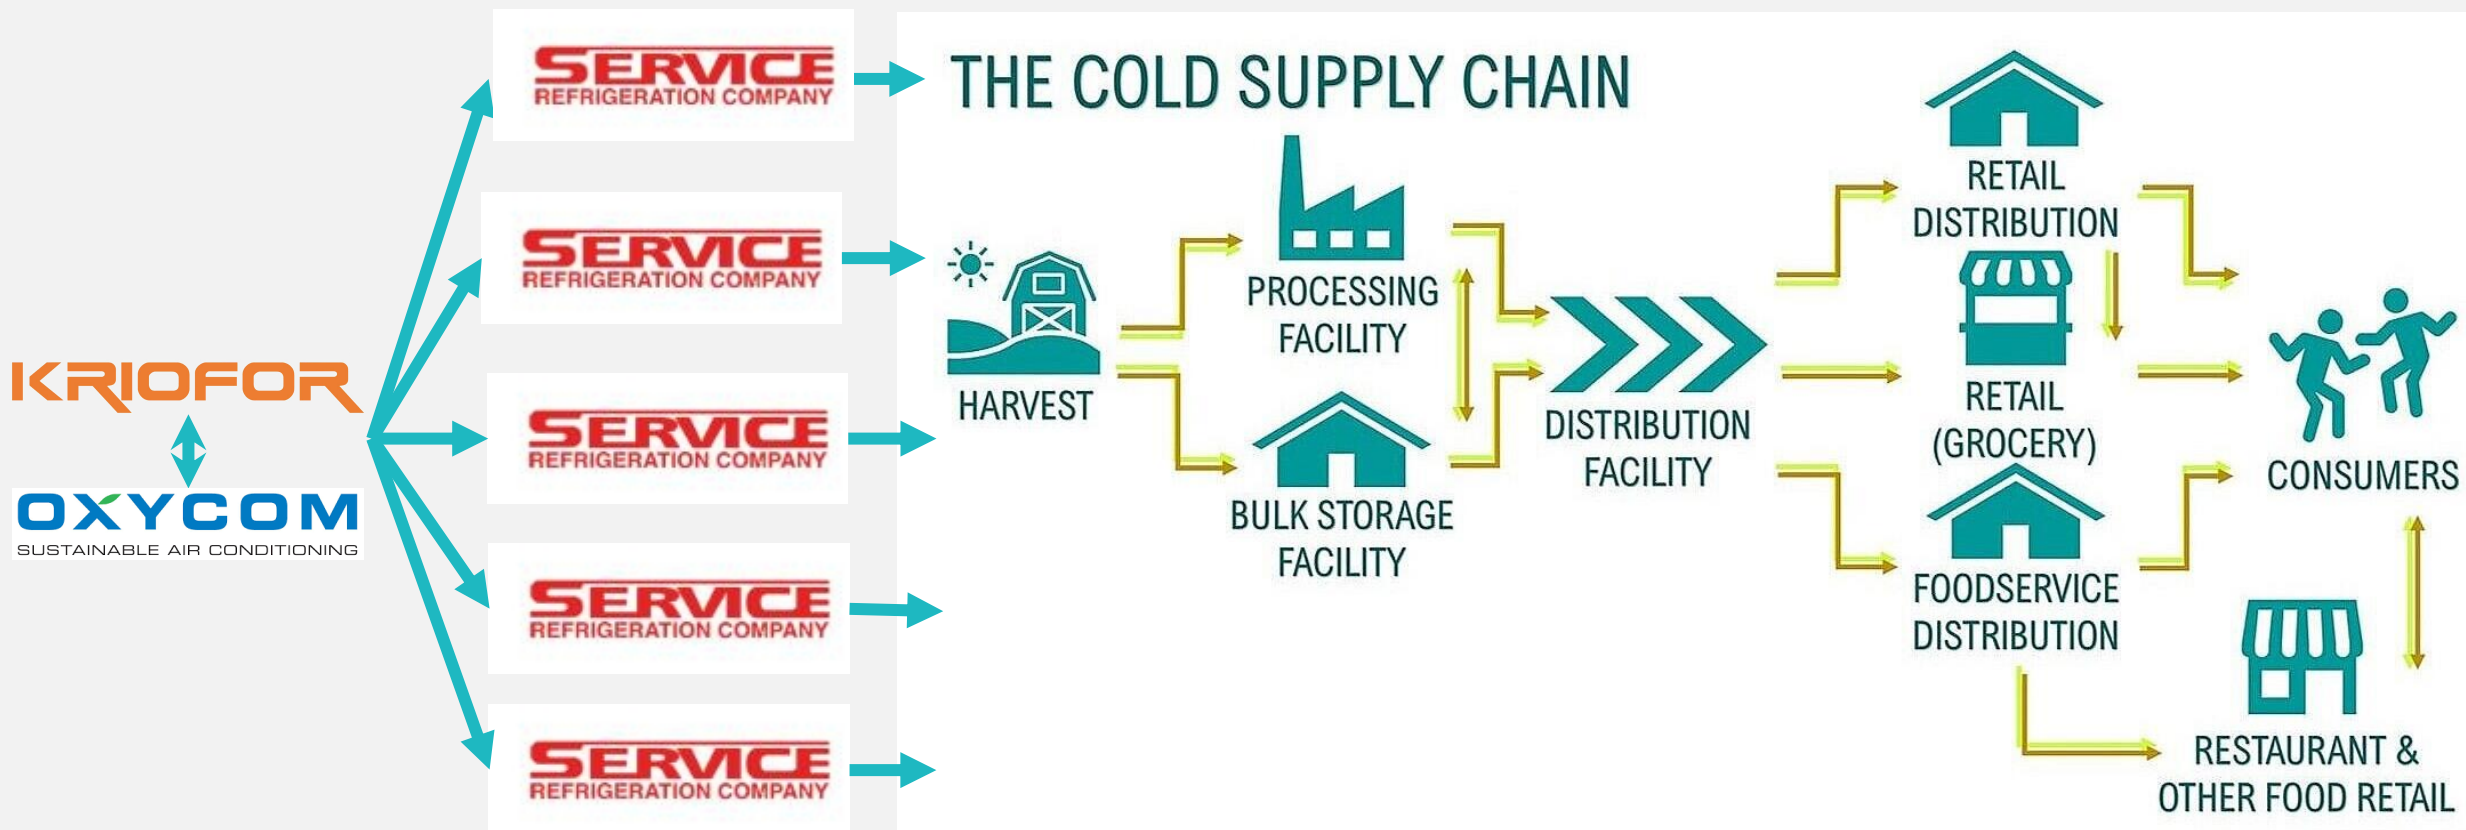 KRIOFOR
OXYCOM
SUSTAINABLE AIR CONDITIONING
SERVICE
REFRIGERATION COMPANY
SERVICE
REFRIGERATION COMPANY
SERVICE
REFRIGERATION COMPANY
SERVICE
REFRIGERATION COMPANY
SERVICE
REFRIGERATION COMPANY
THE COLD SUPPLY CHAIN
HARVEST
PROCESSING
FACILITY
BULK STORAGE
FACILITY
DISTRIBUTION
FACILITY
RETAIL
DISTRIBUTION
RETAIL
(GROCERY)
FOODSERVICE
DISTRIBUTION
CONSUMERS
RESTAURANT &
OTHER FOOD RETAIL